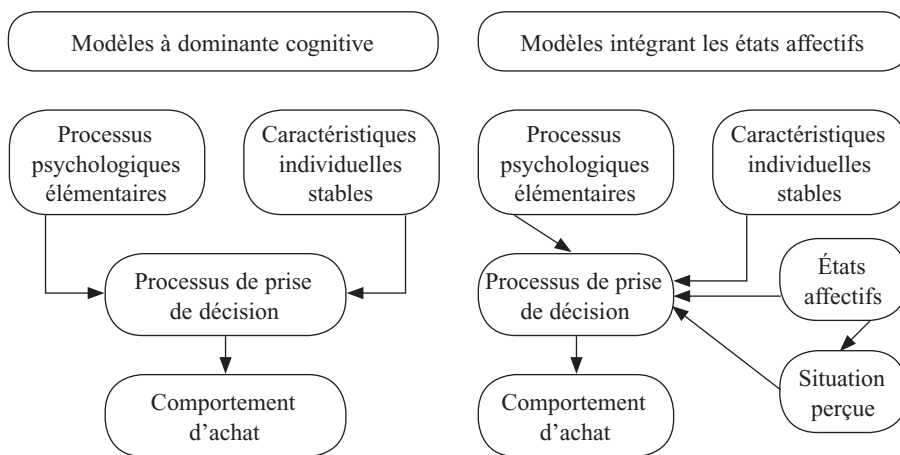 Modèles à dominante cognitive
Modèles intégrant les états affectifs
Processus
psychologiques
élémentaires
Caractéristiques
individuelles
stables
Processus
psychologiques
élémentaires
Caractéristiques
individuelles
stables
Processus de prise
de décision
Processus de prise
de décision
États
affectifs
Comportement
d’achat
Comportement
d’achat
Situation
perçue